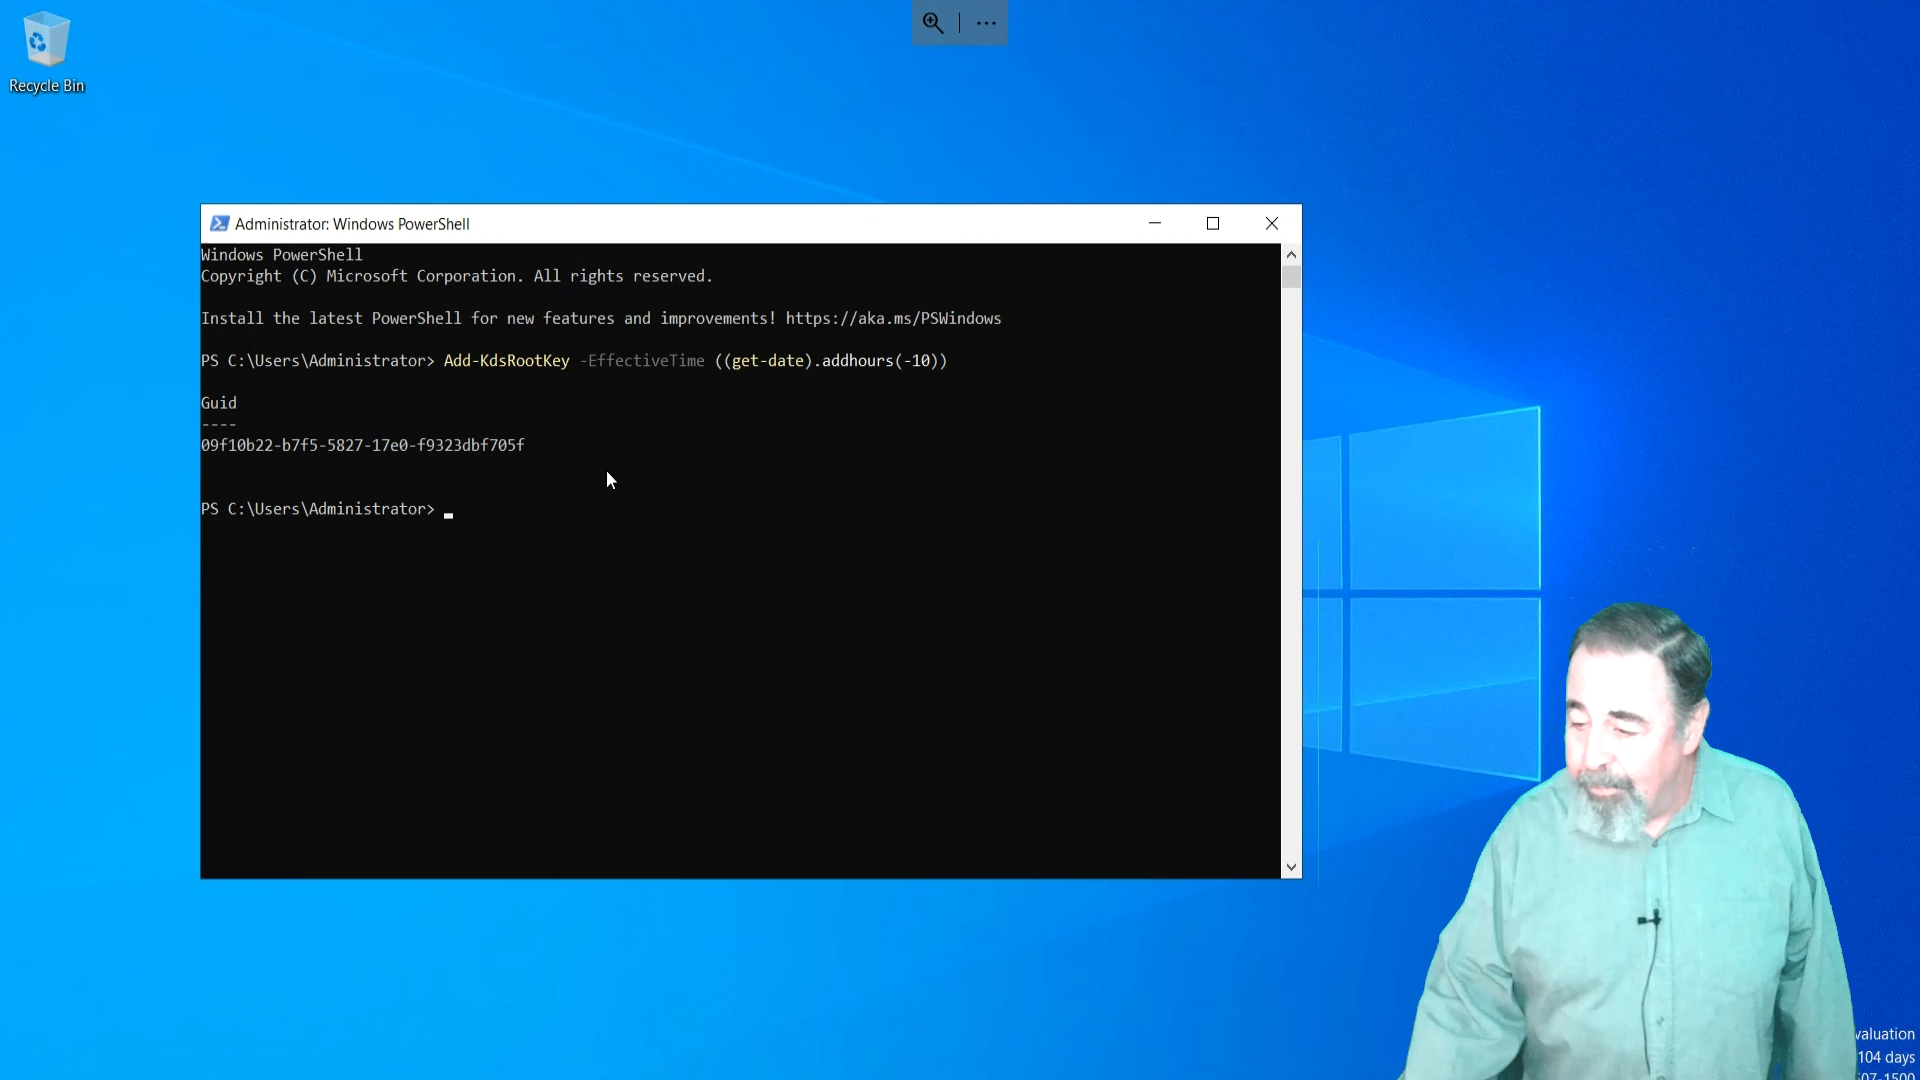 Recycle Bin
Administrator: Windows PowerShell
Windows PowerShell
Copyright (C) Microsoft Corporation. All rights reserved.
Install the latest PowerShell for new features and improvements! https://aka.ms/PSWindows
PS C:\Users\Administrator> Add-KdsRootKey -EffectiveTime ((get-date).addhours(-10))
Guid
----
09f10b22-b7f5-5827-17e0-f9323dbf705f
PS C:\Users\Administrator>
valuation
104 days